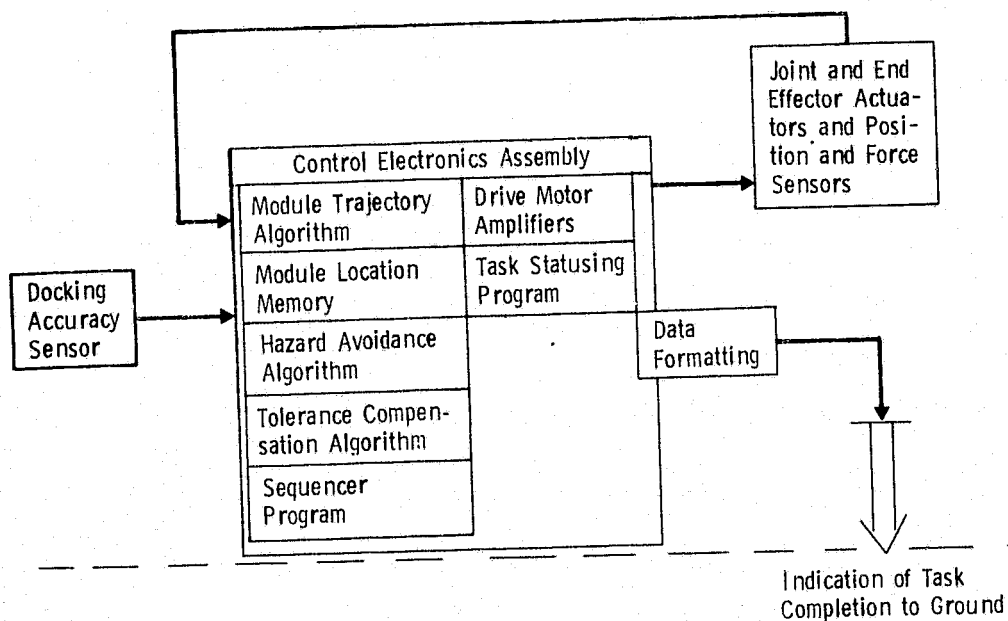 Joint and End
Effector Actua-
tors and Posi-
tion and Force
Sensors
Control Electronics Assembly
Module Trajectory
Algorithm
Drive Motor
Amplifiers
Module Location
Memory
Task Statusing
Program
Docking
Accuracy
Sensor
Hazard Avoidance
Algorithm
Data
Formatting
Tolerance Compen-
sation Algorithm
Sequencer
Program
Indication of Task
Completion to Ground